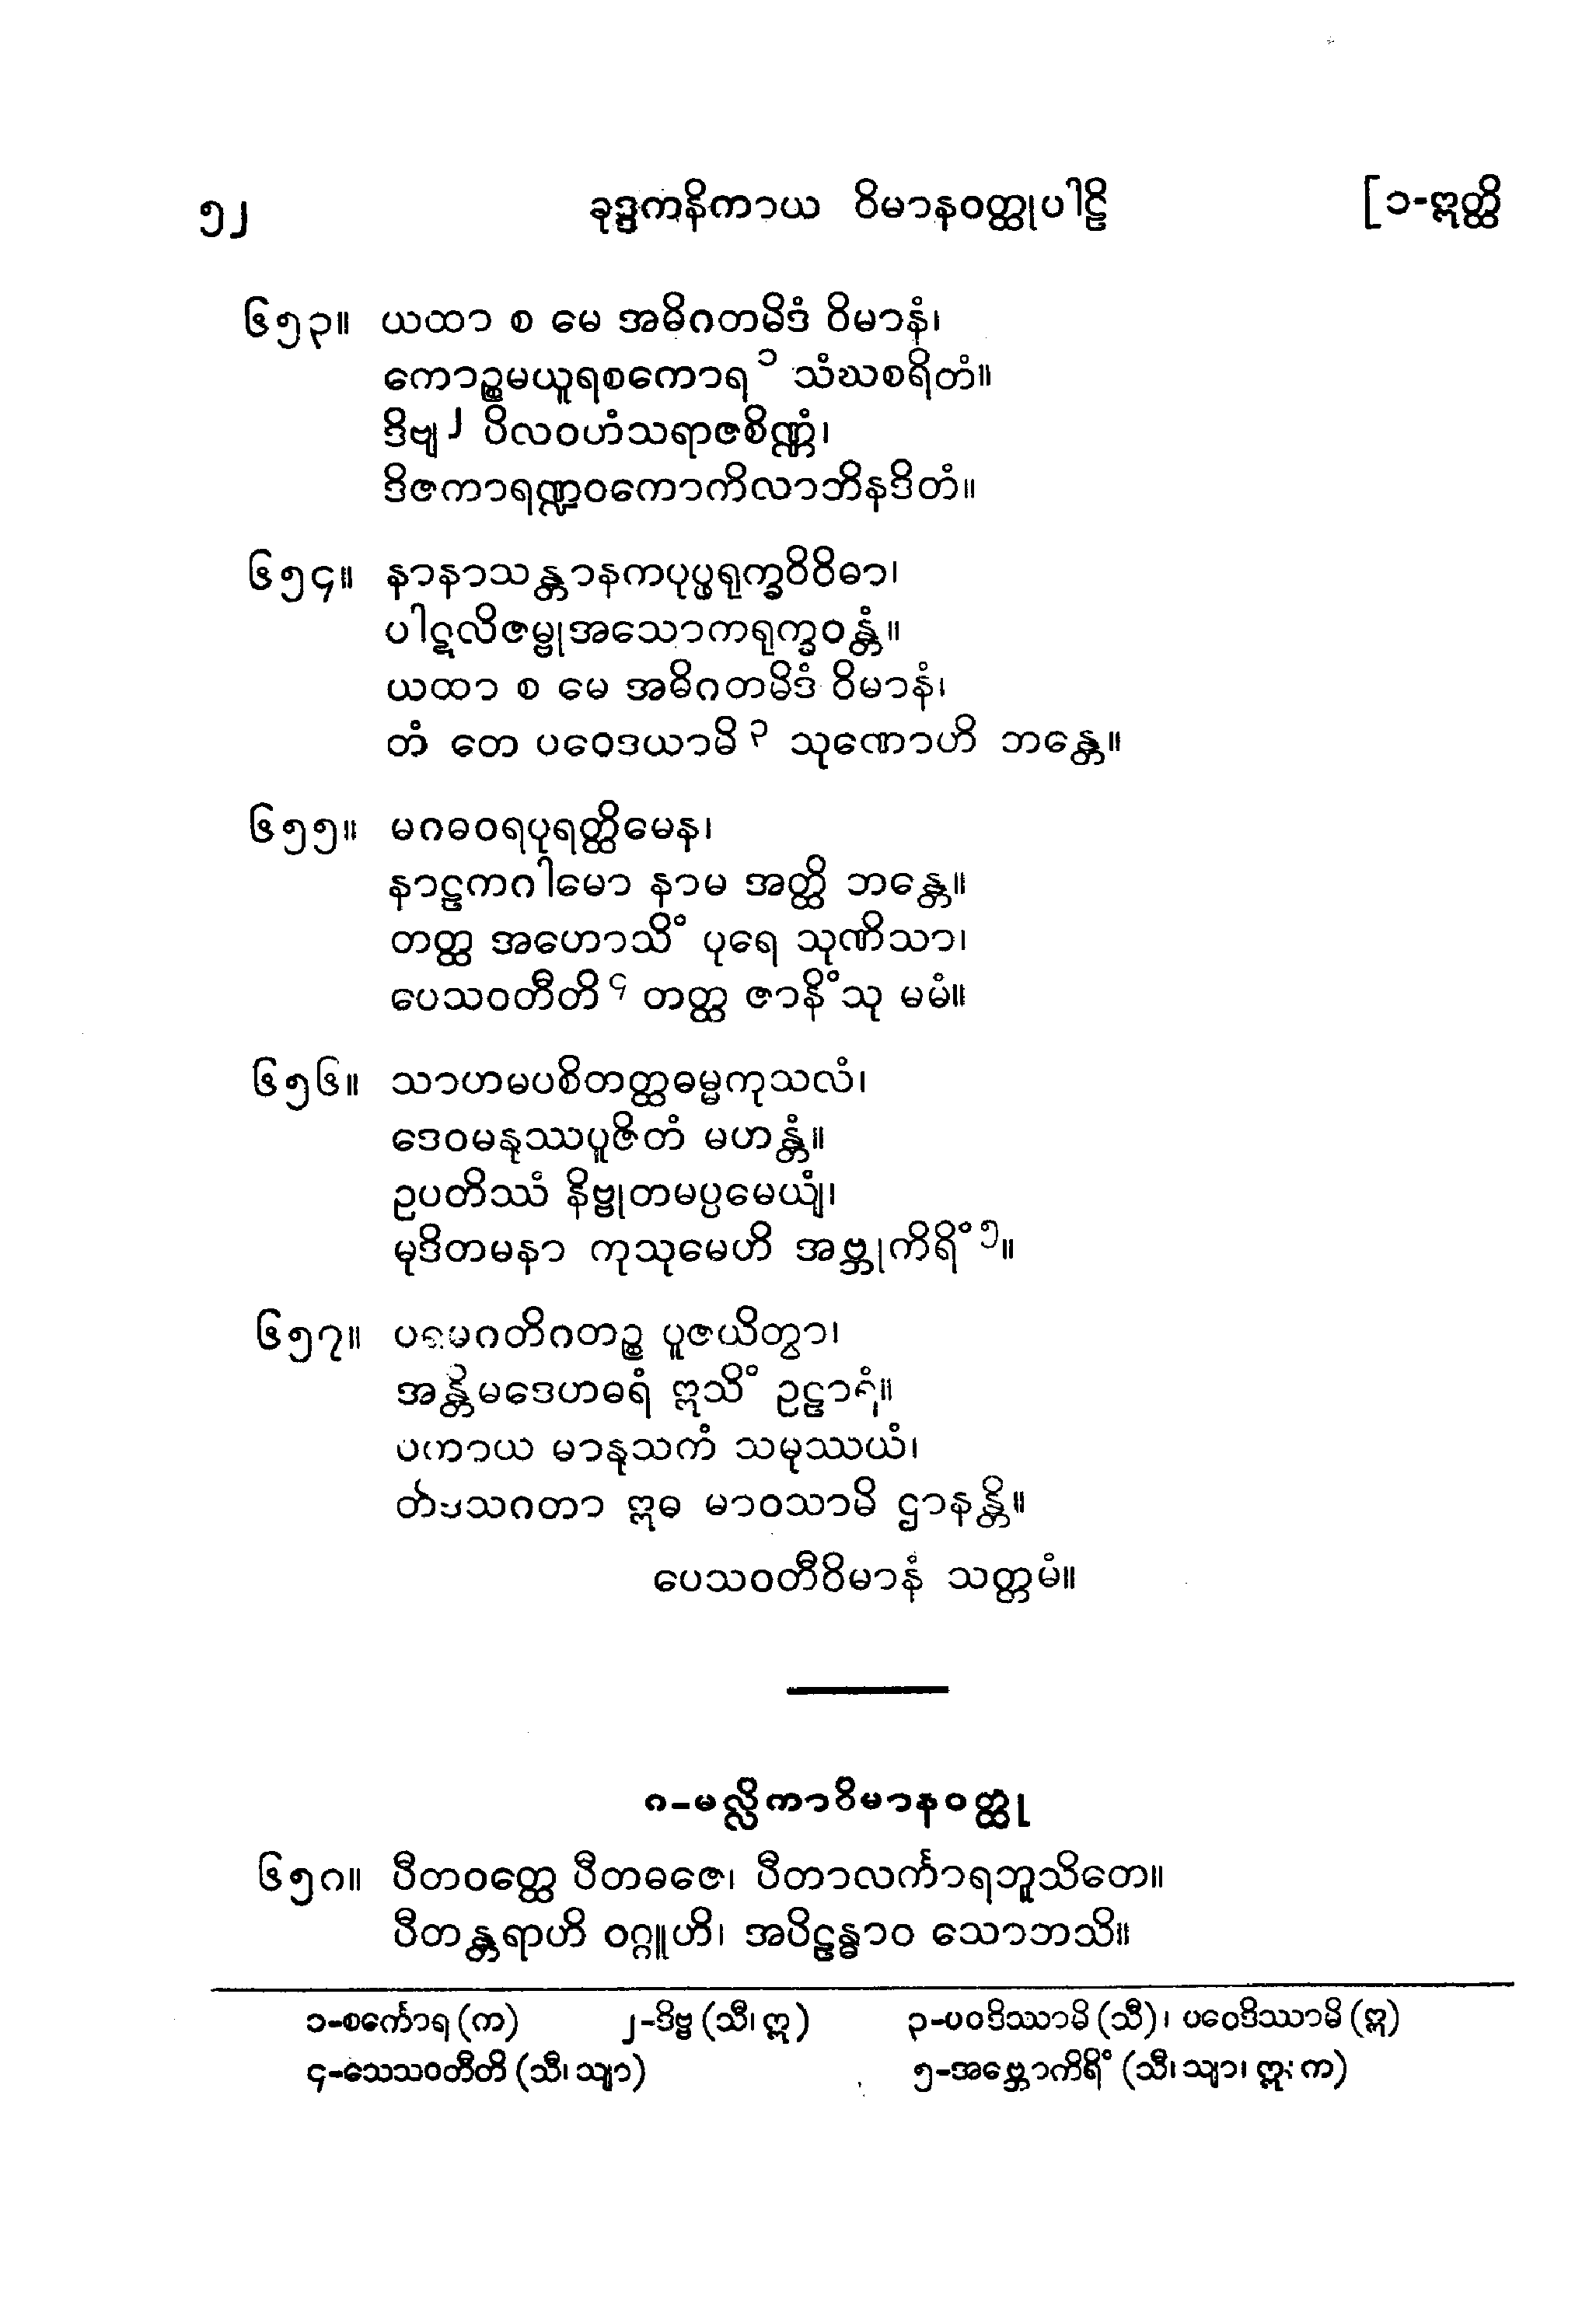 ၅၂ ခုဒ္ဒကနိကာယ ဝိမာနဝတ္ထုပါဠိ [၁-ဣတ္ထိ
၆၅၃။ ယထာ စ မေ အဓိဂတမိဒံ ဝိမာနံ၊
ကောဉ္စမယူရစကောရ ၁ သံဃစရိတံ။
ဒိဗျ ၂ ပိလဝဟံသရာဇစိဏ္ဏံ၊
ဒိဇကာရဏ္ဍဝကောကိလာဘိနဒိတံ။
၆၅၄။ နာနာသန္တာနကပုပ္ဖရုက္ခဝိဝိဓာ၊
ပါဋလိဇမ္ဗုအသောကရုက္ခဝန္တံ။
ယထာ စ မေ အဓိဂတမိဒံ ဝိမာနံ၊
တံ တေ ပဝေဒယာမိ ၃ သုဏောဟိ ဘန္တေ။
၆၅၅။ မဂဓဝရပုရတ္ထိမေန၊
နာဠကဂါမော နာမ အတ္ထိ ဘန္တေ။
တတ္ထ အဟောသိံ ပုရေ သုဏိသာ၊
ပေသဝတီတိ ၄ တတ္ထ ဇာနိံသု မမံ။
၆၅၆။ သာဟမပစိတတ္ထဓမ္မကုသလံ၊
ဒေဝမနုဿပူဇိတံ မဟန္တံ။
ဥပတိဿံ နိဗ္ဗုတမပ္ပမေယျံ၊
မုဒိတမနာ ကုသုမေဟိ အဗ္ဘုကိရိံ ၅။
၆၅၇။ ပရမဂတိဂတဉ္စ ပူဇယိတွာ၊
အန္တိမဒေဟဓရံ ဣသိံ ဥဠာရံ။
ပဟာယ မာနုသကံ သမုဿယံ၊
တိဒသဂတာ ဣဓ မာဝသာမိ ဌာနန္တိ။
ပေသဝတီဝိမာနံ သတ္တမံ။
၈-မလ္လိကာဝိမာနဝတ္ထု
၆၅၈။ ပီတဝတ္ထေ ပီတဓဇေ၊ ပီတာလင်္ကာရဘူသိတေ။
ပီတန္တရာဟိ ဝဂ္ဂူဟိ၊ အပိဠန္ဓာဝ သောဘသိ။
၁-စင်္ကောရ (က) ၂-ဒိဗ္ဗ (သီ၊ ဣ) ၃-ပဝဒိဿာမိ (သီ)၊ ပဝေဒိဿာမိ (ဣ)
၄-သေသဝတီတိ (သီ၊ သျာ) ၅-အဗ္ဘောကိရိံ (သီ၊ သျာ၊ ဣ၊ က)